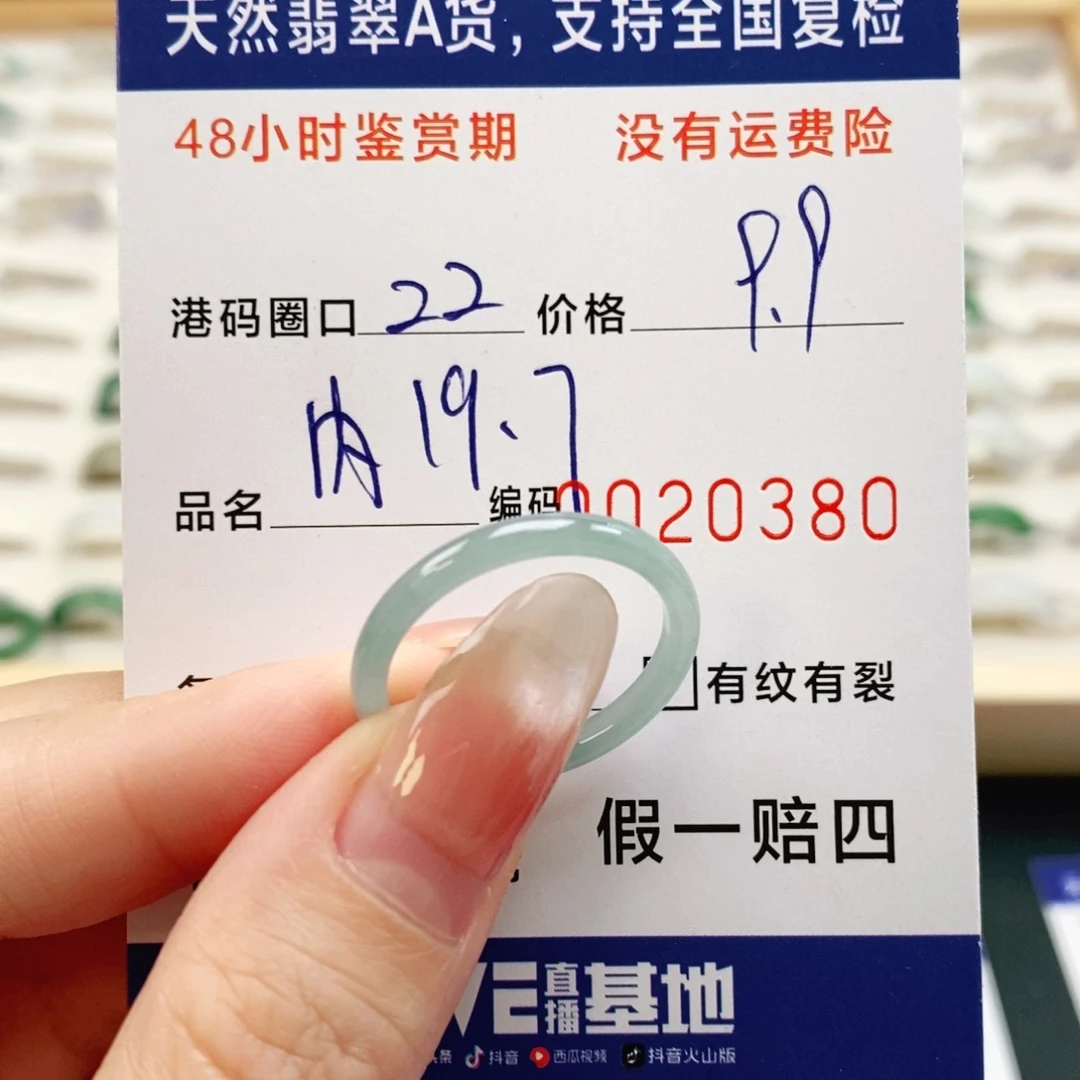 天然翡翠A货，支持全国复检
48小时鉴赏期 没有运费险
港码圈口 22 价格 9.9
内 19.7
品名 编码 0020380
有纹有裂
假一赔四
直播基地
抖音 西瓜视频 抖音火山版